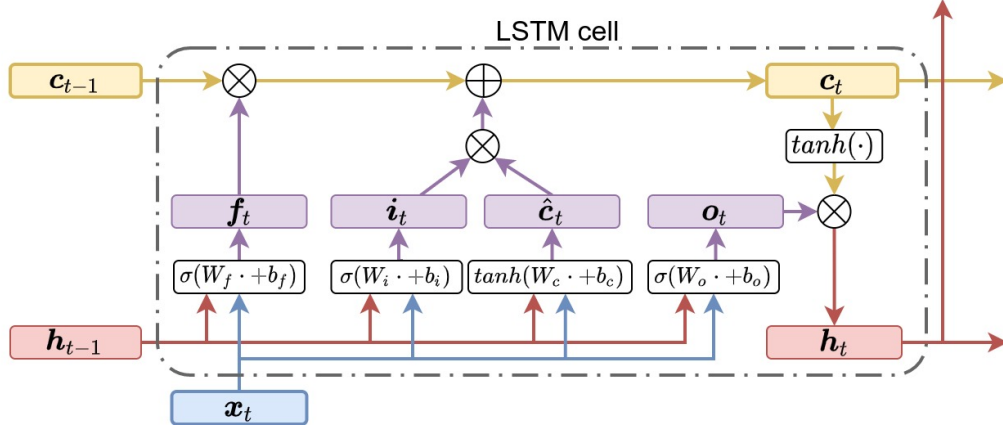 LSTM cell
c_{t-1}
c_t
tanh(·)
f_t
i_t
ĉ_t
o_t
σ(W_f · +b_f)
σ(W_i · +b_i)
tanh(W_c · +b_c)
σ(W_o · +b_o)
h_{t-1}
h_t
x_t